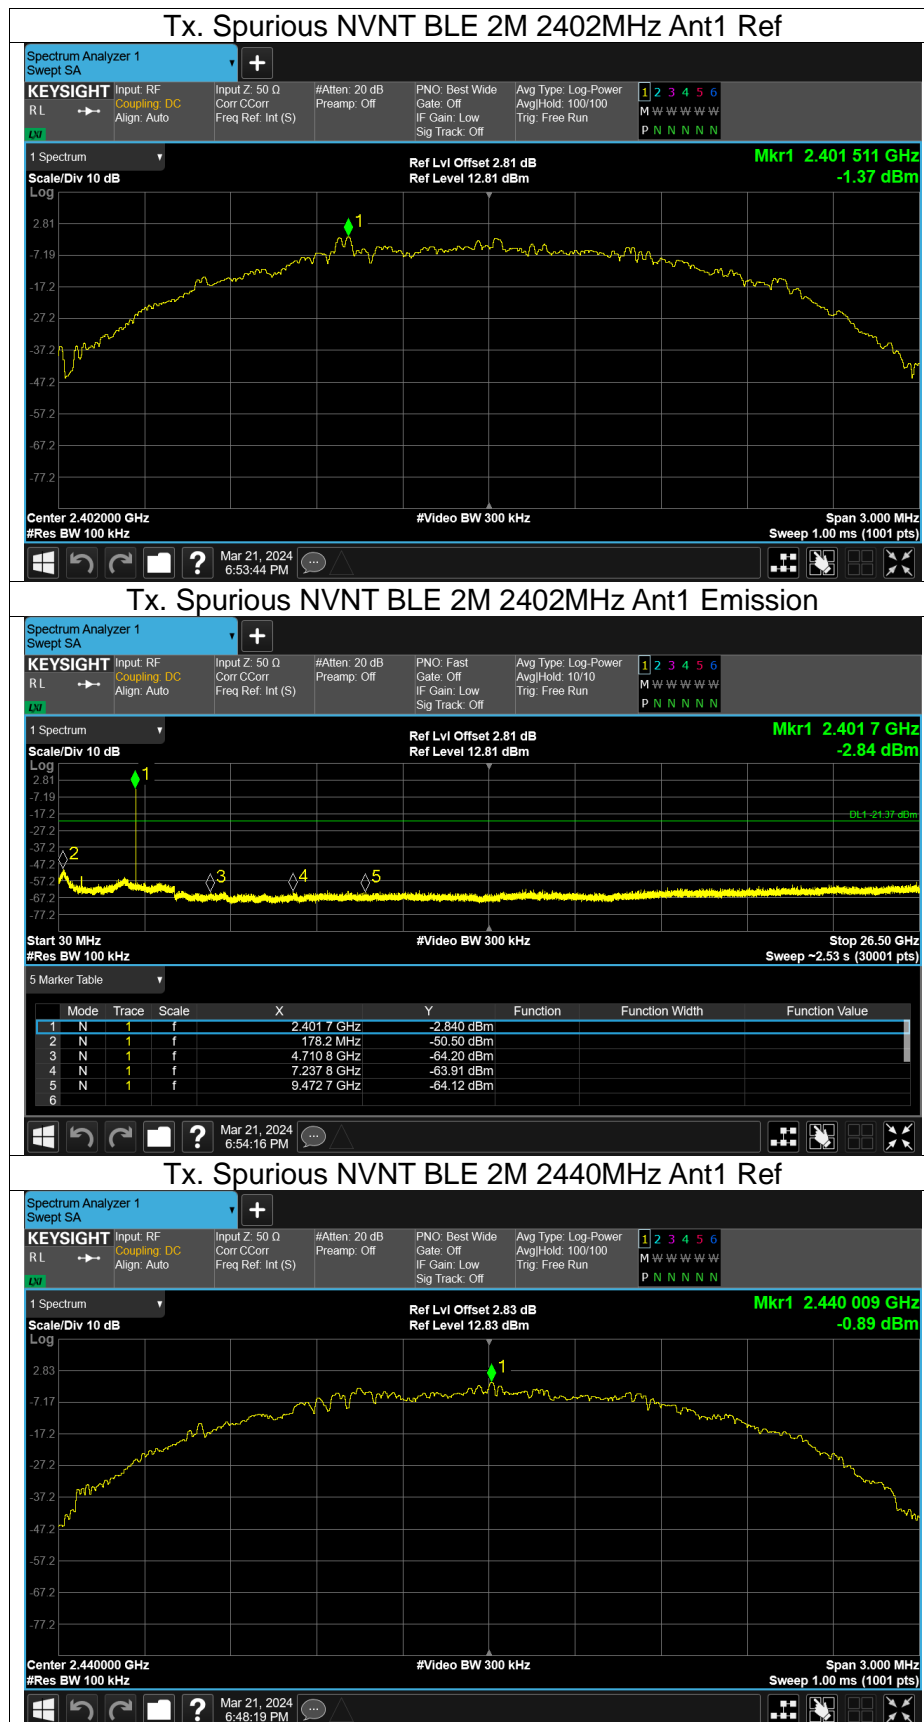 Tx. Spurious NVNT BLE 2M 2402MHz Ant1 Ref
Spectrum Analyzer 1
Swept SA
+
KEYSIGHT Input: RF Input Z: 50 Ω #Atten: 20 dB PNO: Best Wide Avg Type: Log-Power 1 2 3 4 5 6
RL Coupling: DC Corr CCorr Preamp: Off Gate: Off Avg|Hold: 100/100 M W W W W W
Align: Auto Freq Ref: Int (S) IF Gain: Low Trig: Free Run
LXI Sig Track: Off P N N N N N
1 Spectrum Ref Lvl Offset 2.81 dB Mkr1 2.401 511 GHz
Scale/Div 10 dB Ref Level 12.81 dBm -1.37 dBm
Log
1
2.81
-7.19
-17.2
-27.2
-37.2
-47.2
-57.2
-67.2
-77.2
Center 2.402000 GHz #Video BW 300 kHz Span 3.000 MHz
#Res BW 100 kHz Sweep 1.00 ms (1001 pts)
? Mar 21, 2024
6:53:44 PM
Tx. Spurious NVNT BLE 2M 2402MHz Ant1 Emission
Spectrum Analyzer 1
Swept SA
+
KEYSIGHT Input: RF Input Z: 50 Ω #Atten: 20 dB PNO: Fast Avg Type: Log-Power 1 2 3 4 5 6
RL Coupling: DC Corr CCorr Preamp: Off Gate: Off Avg|Hold: 10/10 M W W W W W
Align: Auto Freq Ref: Int (S) IF Gain: Low Trig: Free Run
LXI Sig Track: Off P N N N N N
1 Spectrum Ref Lvl Offset 2.81 dB Mkr1 2.401 7 GHz
Scale/Div 10 dB Ref Level 12.81 dBm -2.84 dBm
Log
1
2.81
-7.19
-17.2 DL1 -21.37 dBm
-27.2
-37.2
2
-47.2
-57.2 3 4 5
-67.2
-77.2
Start 30 MHz #Video BW 300 kHz Stop 26.50 GHz
#Res BW 100 kHz Sweep ~2.53 s (30001 pts)
5 Marker Table
Mode Trace Scale X Y Function Function Width Function Value
1 N 1 f 2.401 7 GHz -2.840 dBm
2 N 1 f 178.2 MHz -50.50 dBm
3 N 1 f 4.710 8 GHz -64.20 dBm
4 N 1 f 7.237 8 GHz -63.91 dBm
5 N 1 f 9.472 7 GHz -64.12 dBm
6
? Mar 21, 2024
6:54:16 PM
Tx. Spurious NVNT BLE 2M 2440MHz Ant1 Ref
Spectrum Analyzer 1
Swept SA
+
KEYSIGHT Input: RF Input Z: 50 Ω #Atten: 20 dB PNO: Best Wide Avg Type: Log-Power 1 2 3 4 5 6
RL Coupling: DC Corr CCorr Preamp: Off Gate: Off Avg|Hold: 100/100 M W W W W W
Align: Auto Freq Ref: Int (S) IF Gain: Low Trig: Free Run
LXI Sig Track: Off P N N N N N
1 Spectrum Ref Lvl Offset 2.83 dB Mkr1 2.440 009 GHz
Scale/Div 10 dB Ref Level 12.83 dBm -0.89 dBm
Log
1
2.83
-7.17
-17.2
-27.2
-37.2
-47.2
-57.2
-67.2
-77.2
Center 2.440000 GHz #Video BW 300 kHz Span 3.000 MHz
#Res BW 100 kHz Sweep 1.00 ms (1001 pts)
? Mar 21, 2024
6:48:19 PM